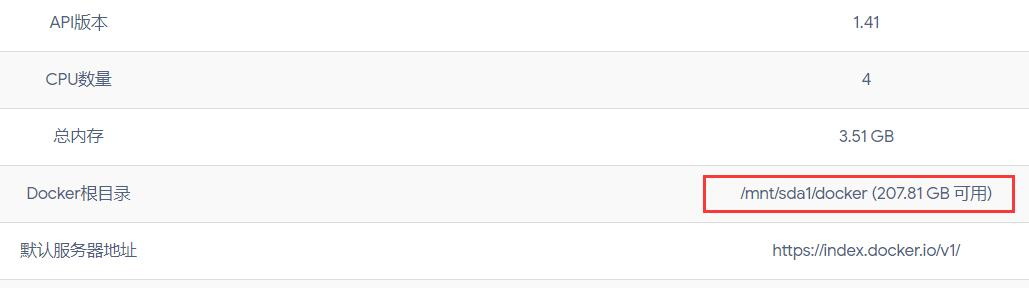 API版本 1.41
CPU数量 4
总内存 3.51 GB
Docker根目录 /mnt/sda1/docker (207.81 GB 可用)
默认服务器地址 https://index.docker.io/v1/